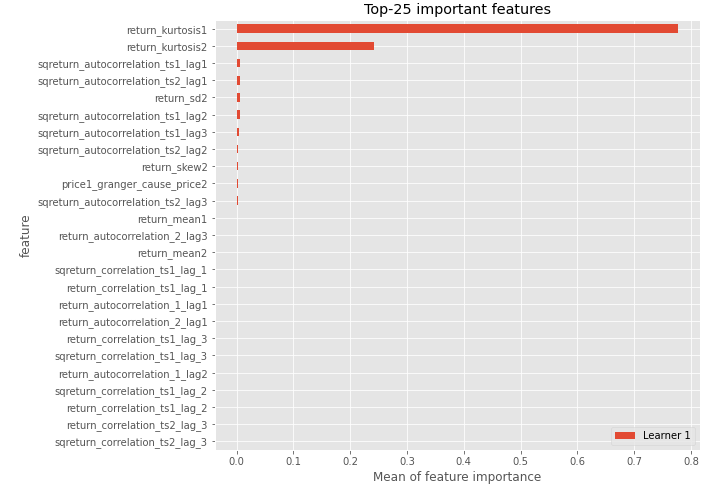 Top-25 important features
return_kurtosis1
return_kurtosis2
sqreturn_autocorrelation_ts1_lag1
sqreturn_autocorrelation_ts2_lag1
return_sd2
sqreturn_autocorrelation_ts1_lag2
sqreturn_autocorrelation_ts1_lag3
sqreturn_autocorrelation_ts2_lag2
return_skew2
price1_granger_cause_price2
sqreturn_autocorrelation_ts2_lag3
return_mean1
return_autocorrelation_2_lag3
return_mean2
sqreturn_correlation_ts1_lag_1
return_correlation_ts1_lag_1
return_autocorrelation_1_lag1
return_autocorrelation_2_lag1
return_correlation_ts1_lag_3
sqreturn_correlation_ts1_lag_3
return_autocorrelation_1_lag2
sqreturn_correlation_ts1_lag_2
return_correlation_ts1_lag_2
return_correlation_ts2_lag_3
sqreturn_correlation_ts2_lag_3
feature
Learner 1
0.0 0.1 0.2 0.3 0.4 0.5 0.6 0.7 0.8
Mean of feature importance